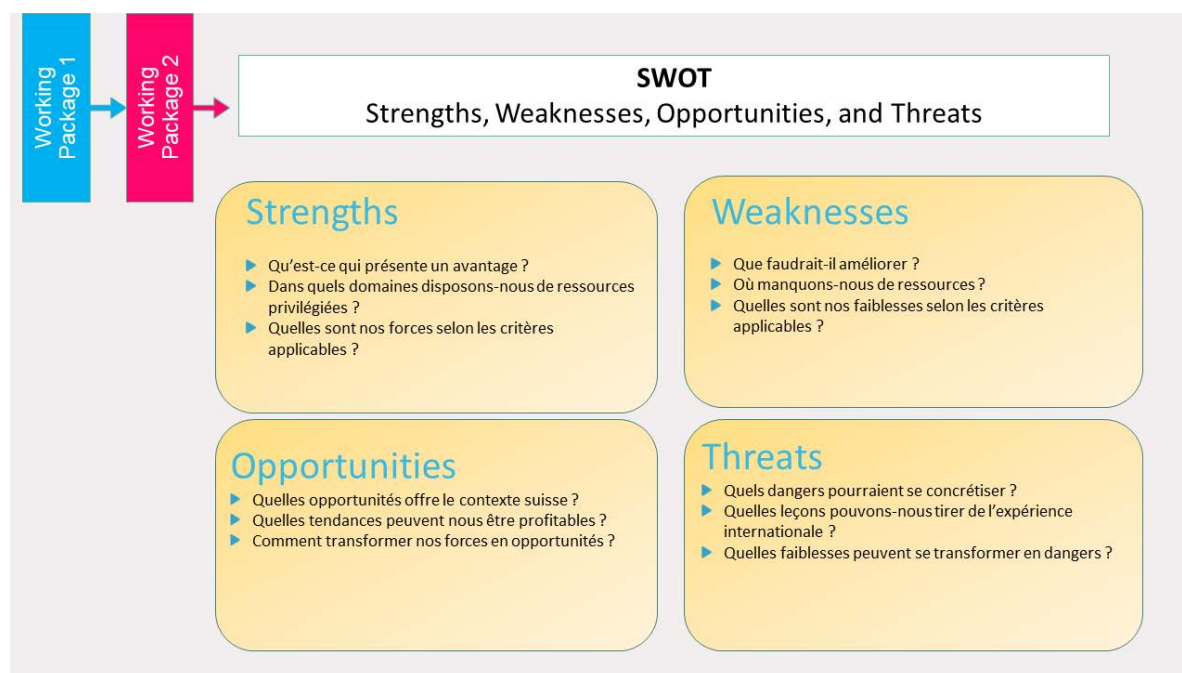 Working
Package 1
Working
Package 2
SWOT
Strengths, Weaknesses, Opportunities, and Threats
Strengths
Qu'est-ce qui présente un avantage ?
Dans quels domaines disposons-nous de ressources
privilégiées ?
Quelles sont nos forces selon les critères
applicables ?
Weaknesses
Que faudrait-il améliorer ?
Où manquons-nous de ressources ?
Quelles sont nos faiblesses selon les critères
applicables ?
Opportunities
Quelles opportunités offre le contexte suisse ?
Quelles tendances peuvent nous être profitables ?
Comment transformer nos forces en opportunités ?
Threats
Quels dangers pourraient se concrétiser ?
Quelles leçons pouvons-nous tirer de l'expérience
internationale ?
Quelles faiblesses peuvent se transformer en dangers ?